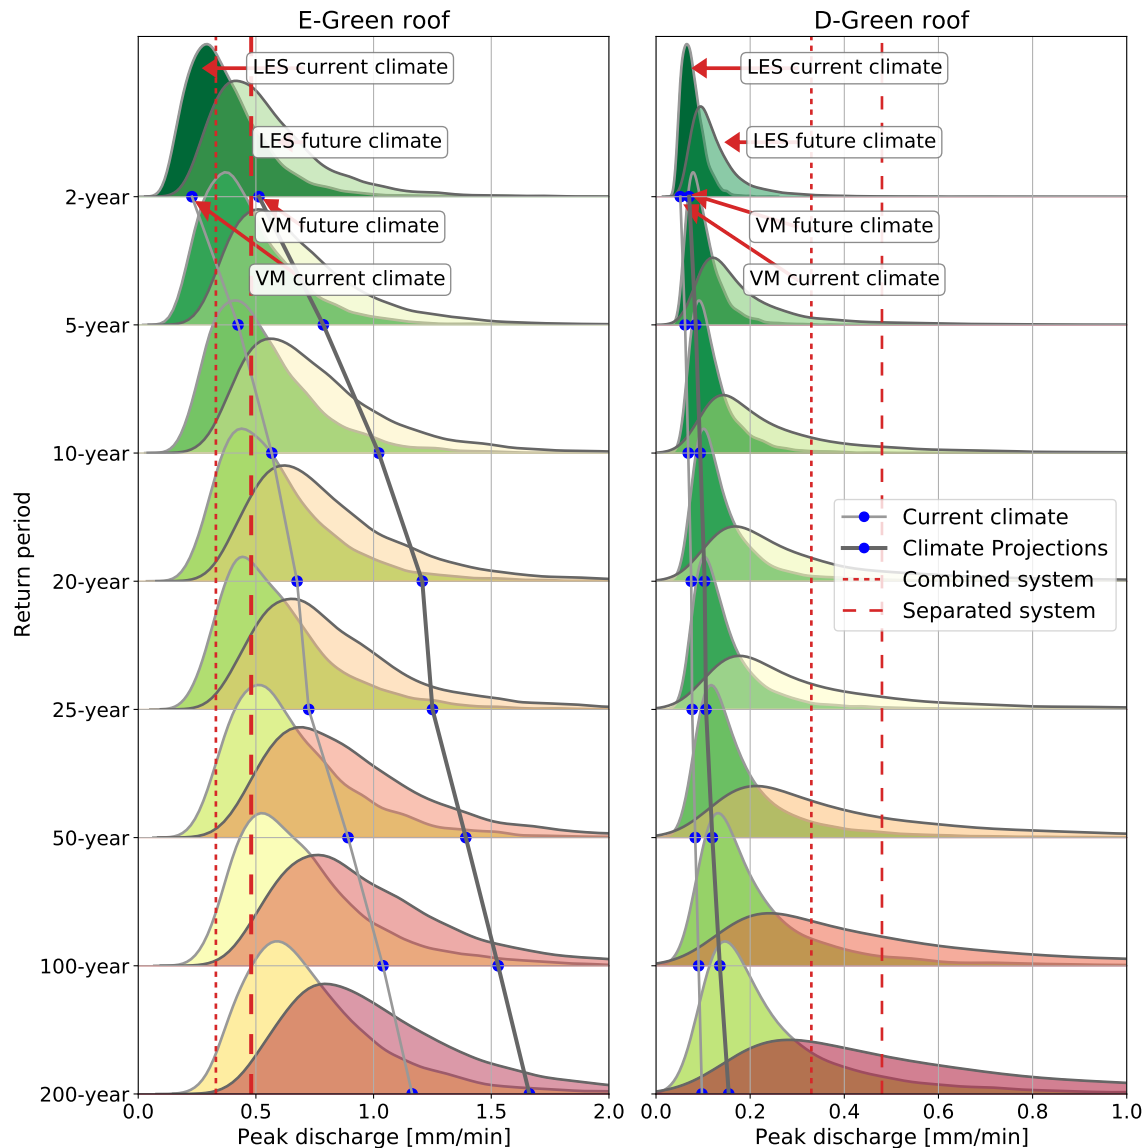 E-Green roof
D-Green roof
LES current climate
LES future climate
VM future climate
VM current climate
LES current climate
LES future climate
VM future climate
VM current climate
Return period
2-year
5-year
10-year
20-year
25-year
50-year
100-year
200-year
Current climate
Climate Projections
Combined system
Separated system
0.0 0.5 1.0 1.5 2.0
0.0 0.2 0.4 0.6 0.8 1.0
Peak discharge [mm/min]
Peak discharge [mm/min]